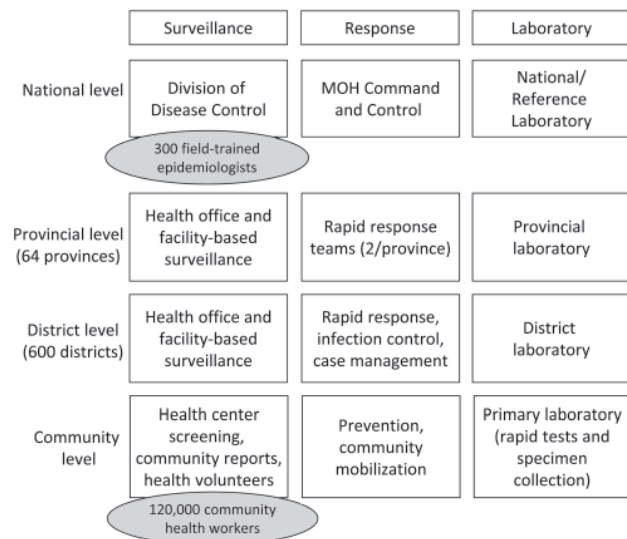 Surveillance
Response
Laboratory
National level
Division of
Disease Control
MOH Command
and Control
National/
Reference
Laboratory
300 field-trained
epidemiologists
Provincial level
(64 provinces)
Health office and
facility-based
surveillance
Rapid response
teams (2/province)
Provincial
laboratory
District level
(600 districts)
Health office and
facility-based
surveillance
Rapid response,
infection control,
case management
District
laboratory
Community
level
Health center
screening,
community reports,
health volunteers
Prevention,
community
mobilization
Primary laboratory
(rapid tests and
specimen
collection)
120,000 community
health workers